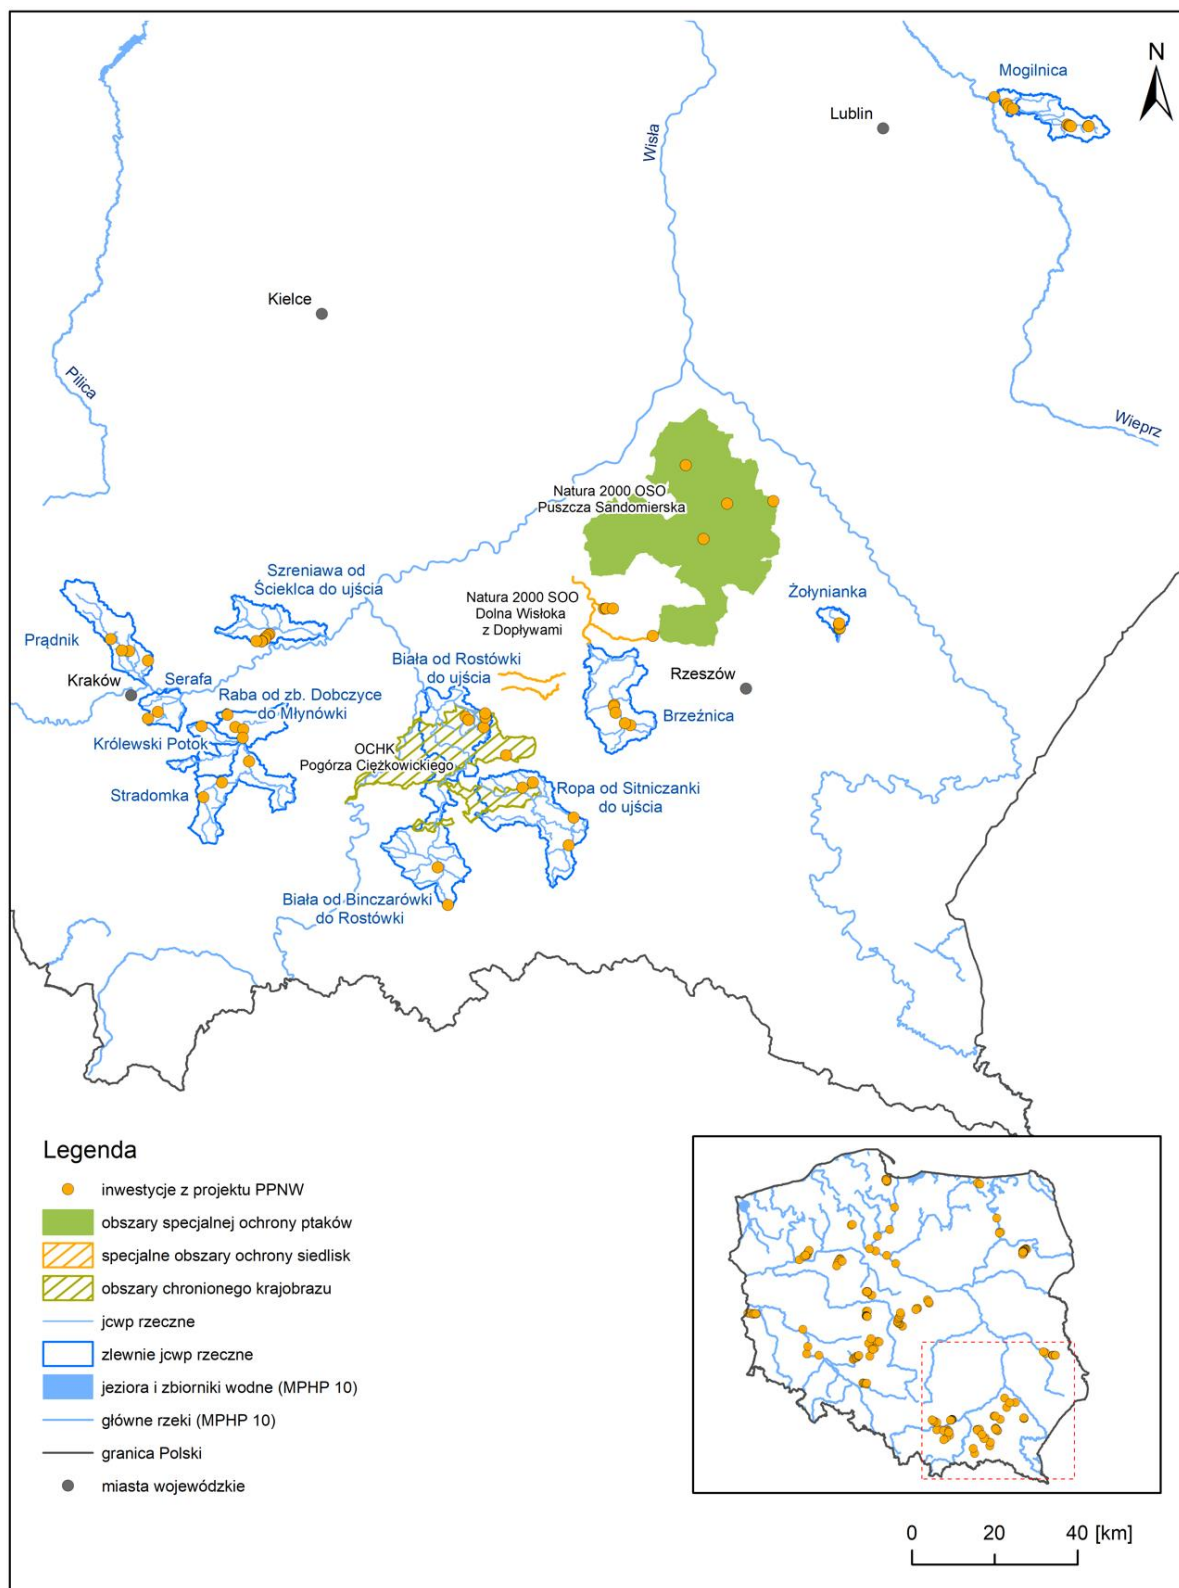 N
Mogilnica
Lublin
Wisła
Kielce
Pilica
Wieprz
Natura 2000 OSO
Puszcza Sandomierska
Szreniawa od
Ścieklca do ujścia
Natura 2000 SOO
Dolna Wisłoka
z Dopływami
Żołynianka
Prądnik
Biała od Rostówki
do ujścia
Kraków
Serafa
Rzeszów
Raba od zb. Dobczyce
do Młynówki
Brzeźnica
Królewski Potok
OCHK
Pogórza Ciężkowickiego
Stradomka
Ropa od Sitniczanki
do ujścia
Biała od Binczarówki
do Rostówki
Legenda
inwestycje z projektu PPNW
obszary specjalnej ochrony ptaków
specjalne obszary ochrony siedlisk
obszary chronionego krajobrazu
jcwp rzeczne
zlewnie jcwp rzeczne
jeziora i zbiorniki wodne (MPHP 10)
główne rzeki (MPHP 10)
granica Polski
miasta wojewódzkie
0 20 40 [km]